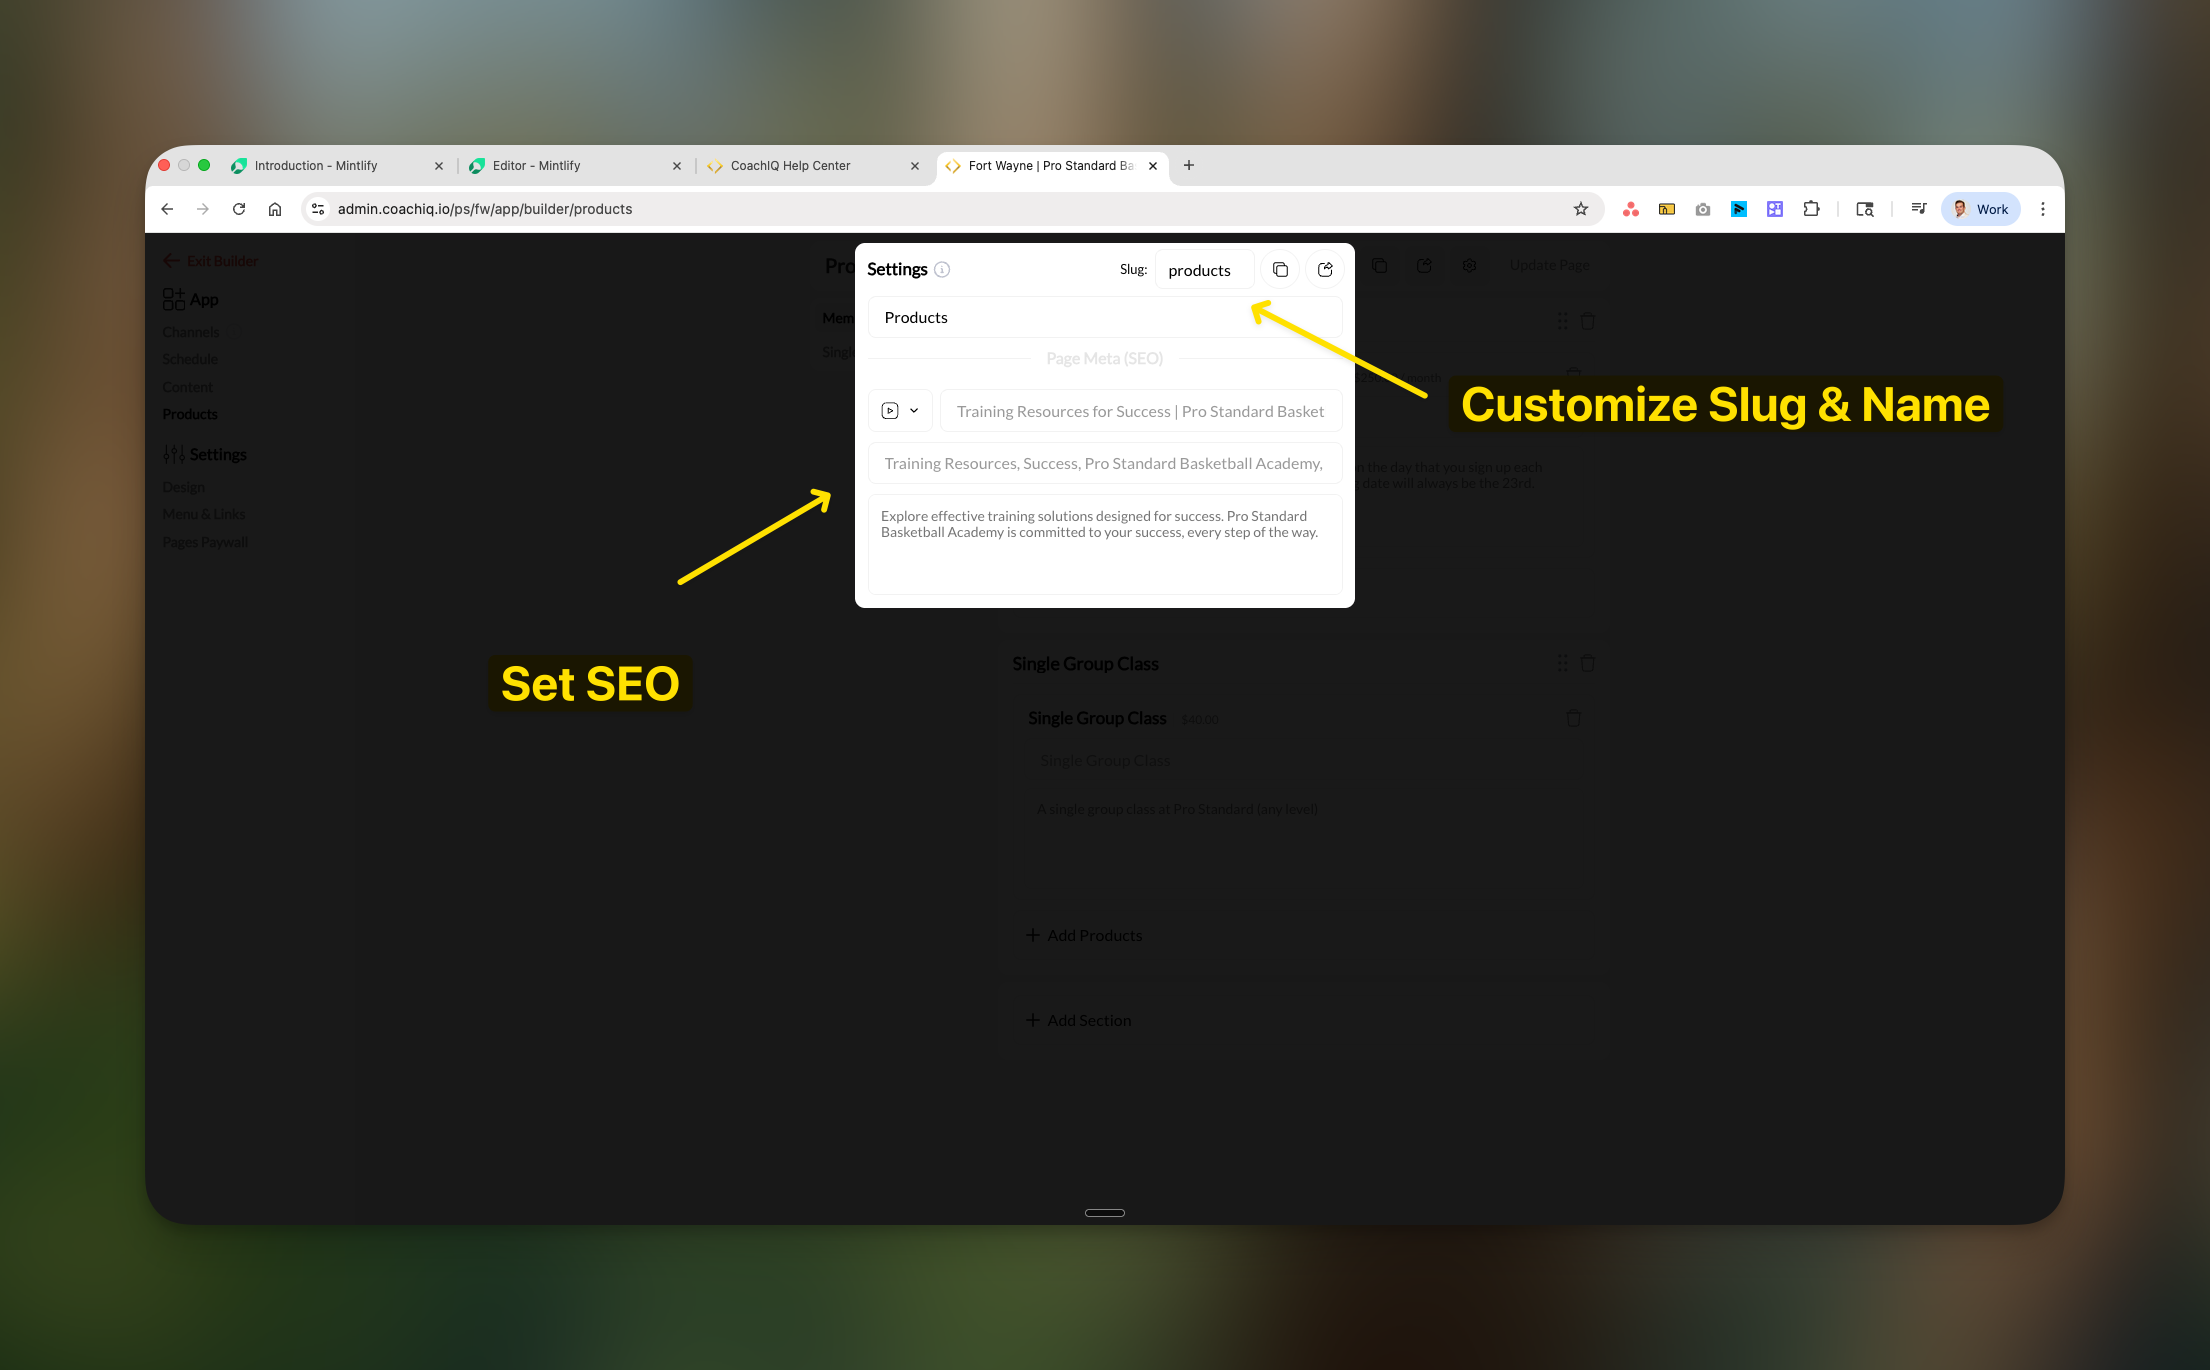 Introduction - Mintlify
Editor - Mintlify
CoachIQ Help Center
Fort Wayne | Pro Standard Ba
admin.coachiq.io/ps/fw/app/builder/products
Work
Exit Builder
App
Channels
Schedule
Content
Products
Settings
Design
Menu & Links
Pages Paywall
Pro
Update Page
Mem
Single
Settings
Slug:
products
Products
Page Meta (SEO)
Training Resources for Success | Pro Standard Basket
Training Resources, Success, Pro Standard Basketball Academy,
Explore effective training solutions designed for success. Pro Standard
Basketball Academy is committed to your success, every step of the way.
month
Customize Slug & Name
n the day that you sign up each
date will always be the 23rd.
Set SEO
Single Group Class
Single Group Class $40.00
Single Group Class
A single group class at Pro Standard (any level)
+ Add Products
+ Add Section